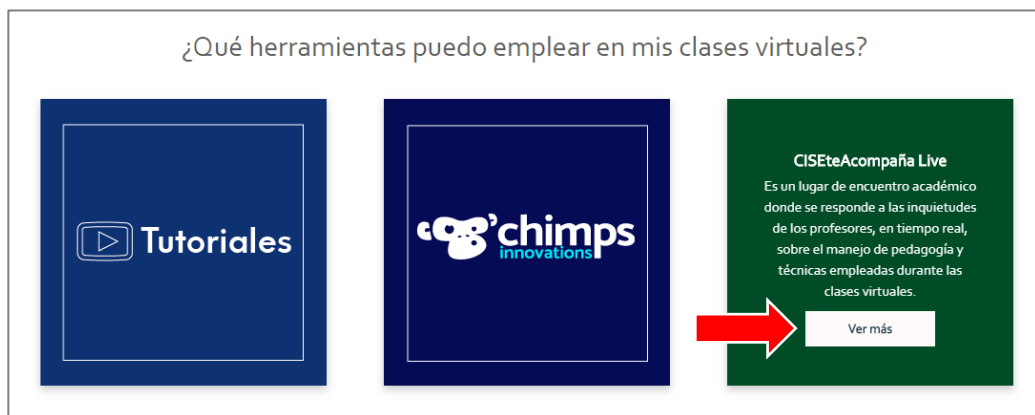 ¿Qué herramientas puedo emplear en mis clases virtuales?
Tutoriales
chimps
innovations
CISEteAcompaña Live
Es un lugar de encuentro académico
donde se responde a las inquietudes
de los profesores, en tiempo real,
sobre el manejo de pedagogía y
técnicas empleadas durante las
clases virtuales.
Ver más